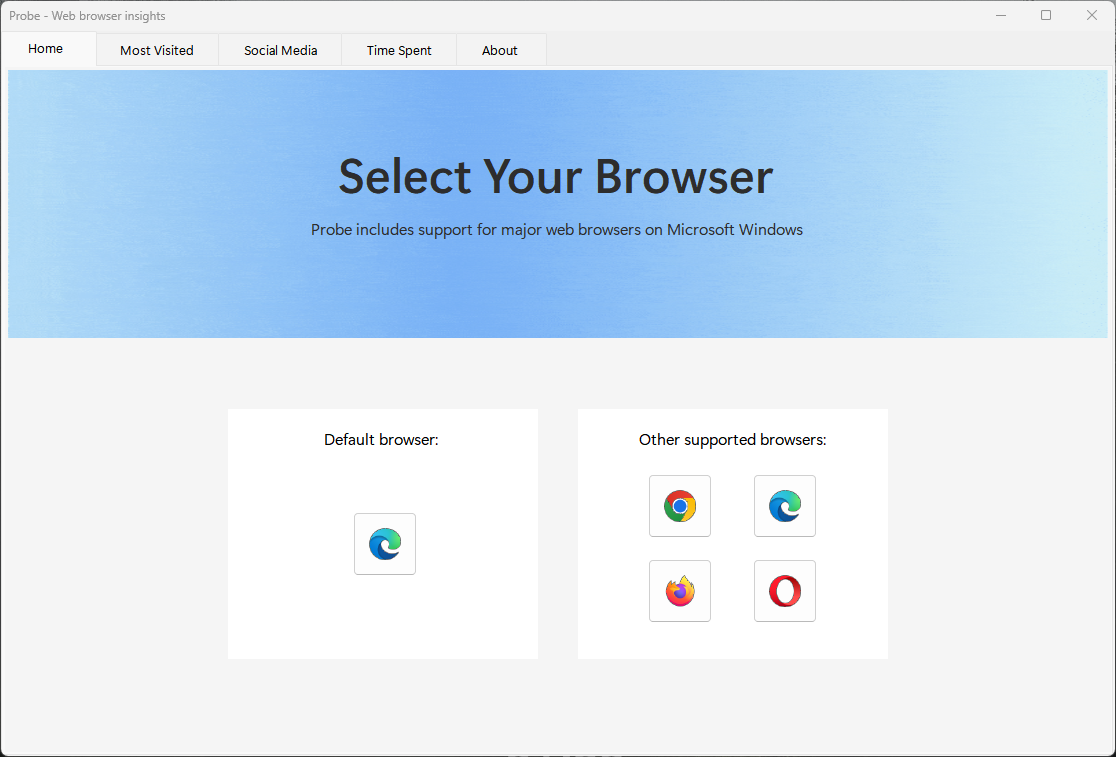 Probe - Web browser insights
Home
Most Visited
Social Media
Time Spent
About
Select Your Browser
Probe includes support for major web browsers on Microsoft Windows
Default browser:
Other supported browsers: